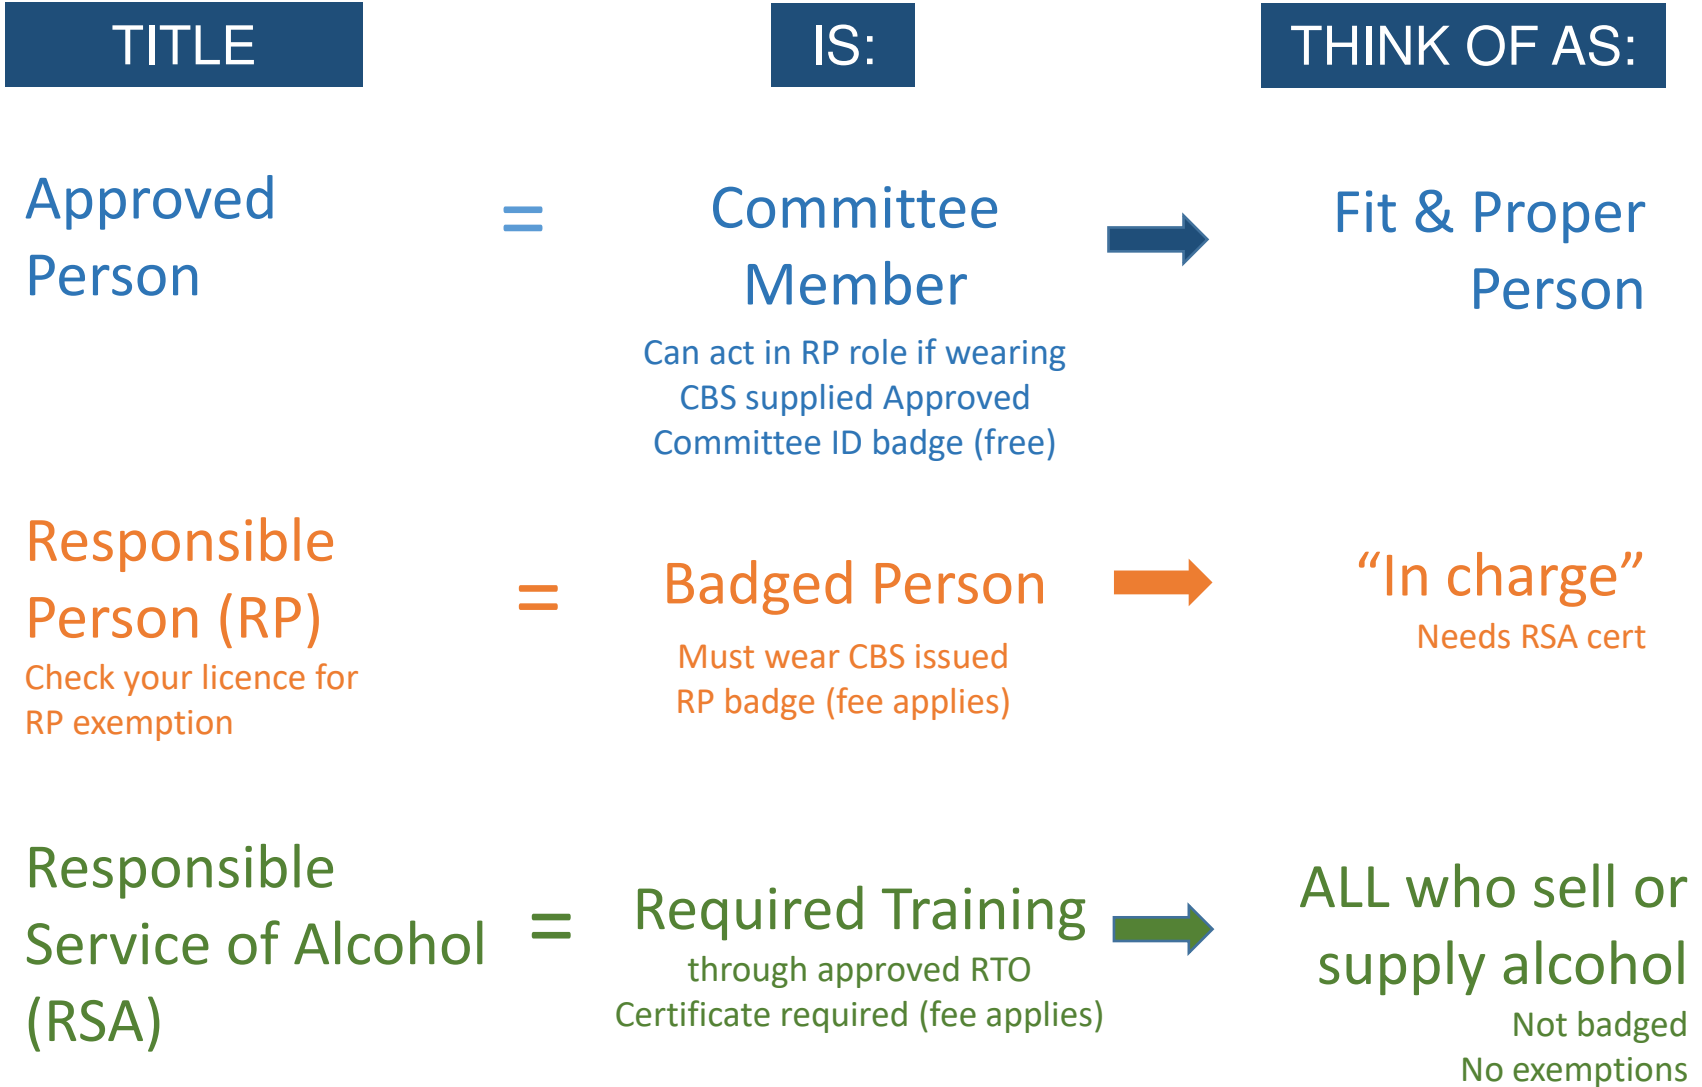 TITLE
IS:
THINK OF AS:
Approved
Person
=
Committee
Member
Can act in RP role if wearing
CBS supplied Approved
Committee ID badge (free)
Fit & Proper
Person
Responsible
Person (RP)
Check your licence for
RP exemption
=
Badged Person
Must wear CBS issued
RP badge (fee applies)
“In charge”
Needs RSA cert
Responsible
Service of Alcohol
(RSA)
=
Required Training
through approved RTO
Certificate required (fee applies)
ALL who sell or
supply alcohol
Not badged
No exemptions